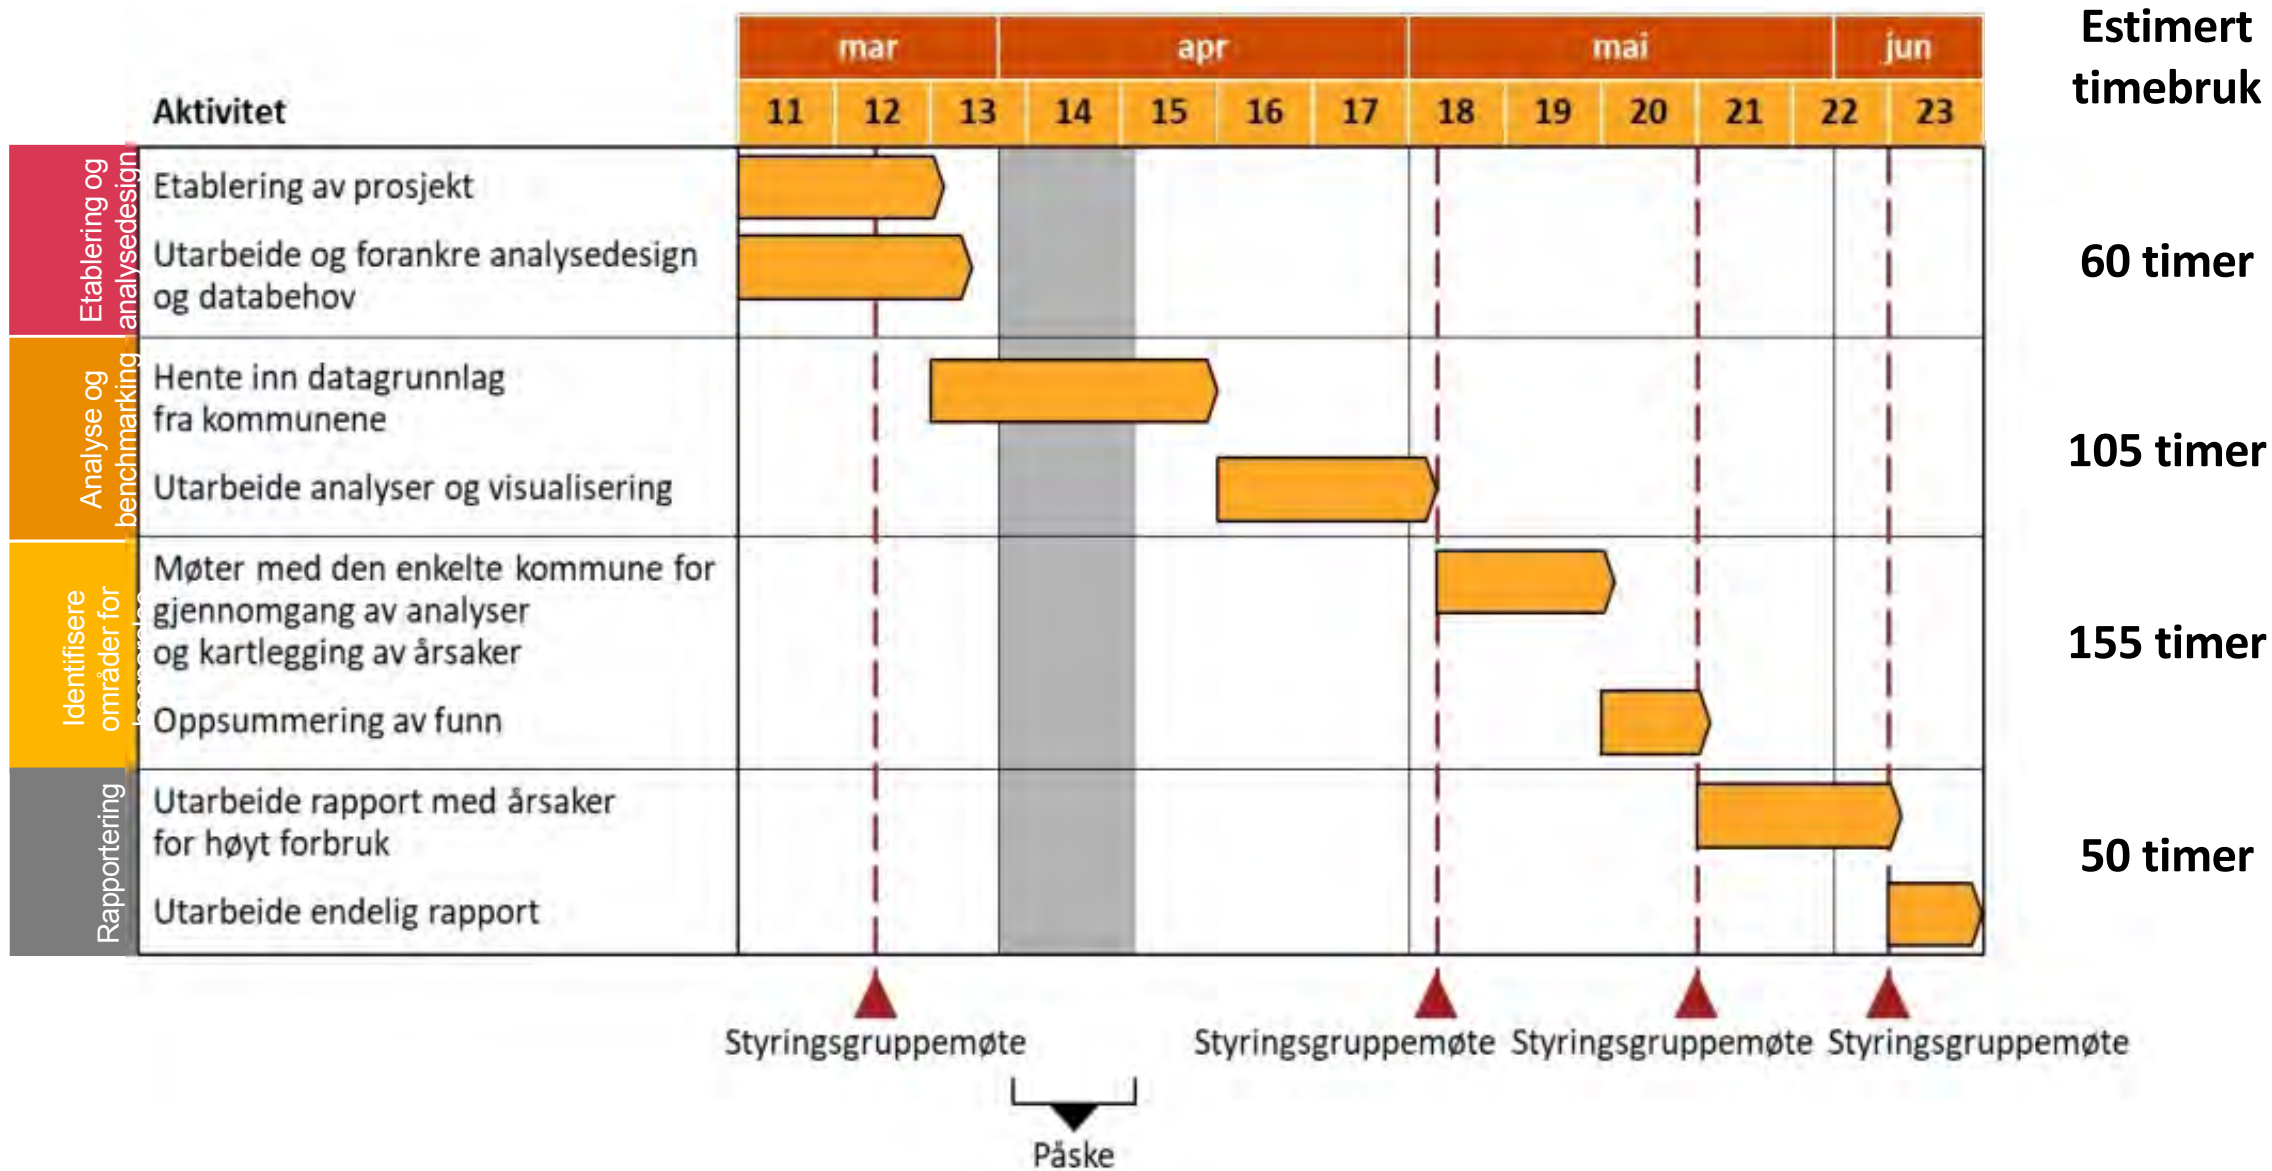 Estimert
timebruk
mar apr mai jun
Aktivitet 11 12 13 14 15 16 17 18 19 20 21 22 23
Etablering og
analysedesign
Etablering av prosjekt
Utarbeide og forankre analysedesign
og databehov
60 timer
Analyse og
benchmarking
Hente inn datagrunnlag
fra kommunene
Utarbeide analyser og visualisering
105 timer
Identifisere
områder for
Møter med den enkelte kommune for
gjennomgang av analyser
og kartlegging av årsaker
Oppsummering av funn
155 timer
Rapportering
Utarbeide rapport med årsaker
for høyt forbruk
Utarbeide endelig rapport
50 timer
Styringsgruppemøte Styringsgruppemøte Styringsgruppemøte Styringsgruppemøte
Påske